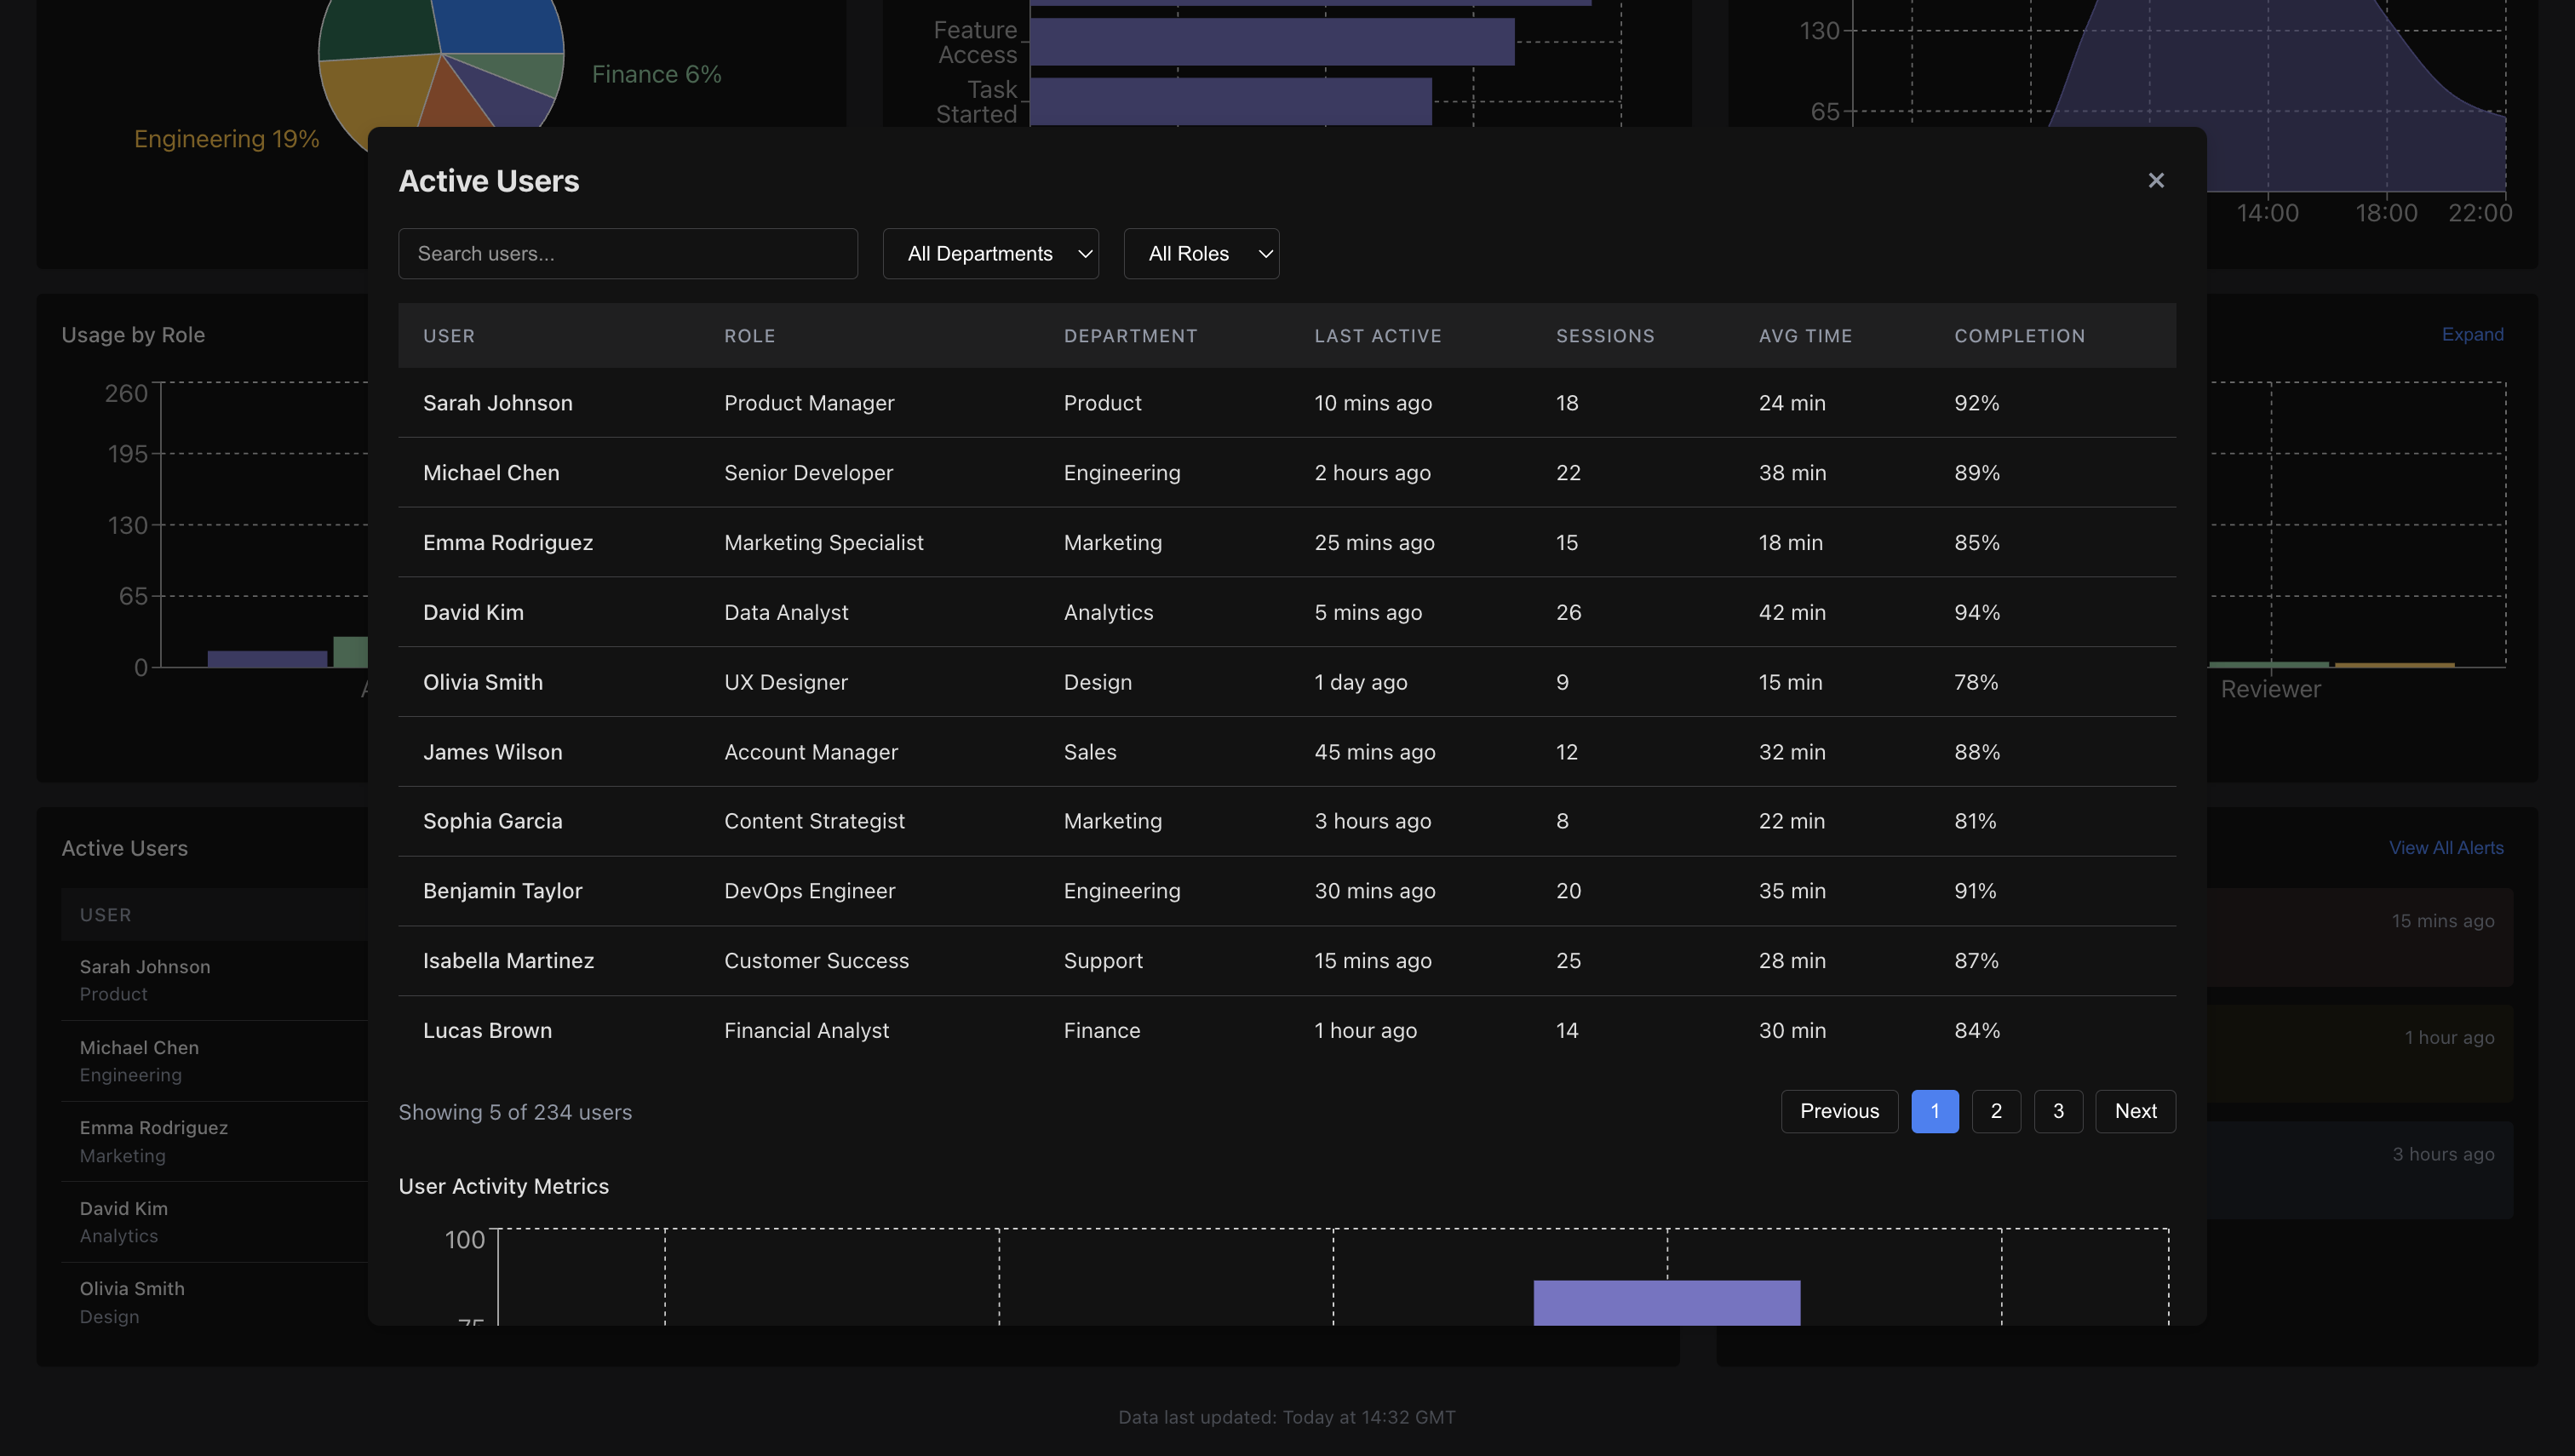 Feature
Access
Task
Started
Finance 6%
Engineering 19%
130
65
14:00 18:00 22:00
Active Users
×
Search users...
All Departments
All Roles
USER ROLE DEPARTMENT LAST ACTIVE SESSIONS AVG TIME COMPLETION
Sarah Johnson Product Manager Product 10 mins ago 18 24 min 92%
Michael Chen Senior Developer Engineering 2 hours ago 22 38 min 89%
Emma Rodriguez Marketing Specialist Marketing 25 mins ago 15 18 min 85%
David Kim Data Analyst Analytics 5 mins ago 26 42 min 94%
Olivia Smith UX Designer Design 1 day ago 9 15 min 78%
James Wilson Account Manager Sales 45 mins ago 12 32 min 88%
Sophia Garcia Content Strategist Marketing 3 hours ago 8 22 min 81%
Benjamin Taylor DevOps Engineer Engineering 30 mins ago 20 35 min 91%
Isabella Martinez Customer Success Support 15 mins ago 25 28 min 87%
Lucas Brown Financial Analyst Finance 1 hour ago 14 30 min 84%
Showing 5 of 234 users
Previous 1 2 3 Next
User Activity Metrics
100
75
Usage by Role
260
195
130
65
0
Expand
Reviewer
Active Users
USER
Sarah Johnson
Product
Michael Chen
Engineering
Emma Rodriguez
Marketing
David Kim
Analytics
Olivia Smith
Design
View All Alerts
15 mins ago
1 hour ago
3 hours ago
Data last updated: Today at 14:32 GMT